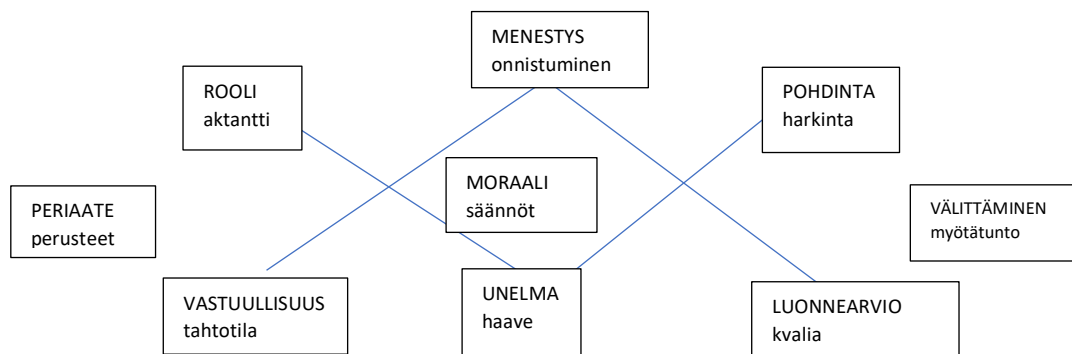 MENESTYS
onnistuminen
ROOLI
aktantti
POHDINTA
harkinta
MORAALI
säännöt
PERIAATE
perusteet
VÄLITTÄMINEN
myötätunto
VASTUULLISUUS
tahtotila
UNELMA
haave
LUONNEARVIO
kvalia